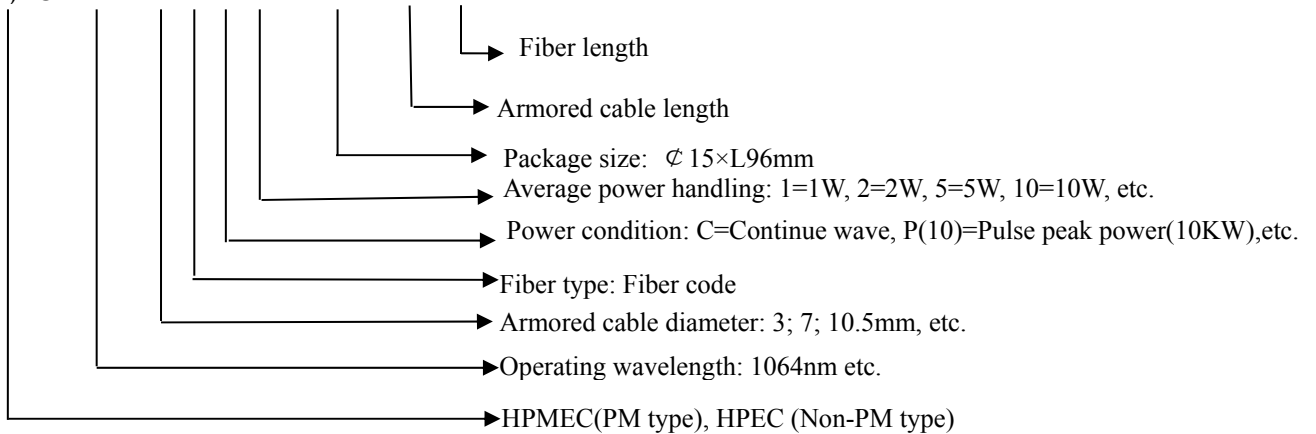 Fiber length
Armored cable length
Package size: ₵ 15×L96mm
Average power handling: 1=1W, 2=2W, 5=5W, 10=10W, etc.
Power condition: C=Continue wave, P(10)=Pulse peak power(10KW),etc.
Fiber type: Fiber code
Armored cable diameter: 3; 7; 10.5mm, etc.
Operating wavelength: 1064nm etc.
HPMEC(PM type), HPEC (Non-PM type)